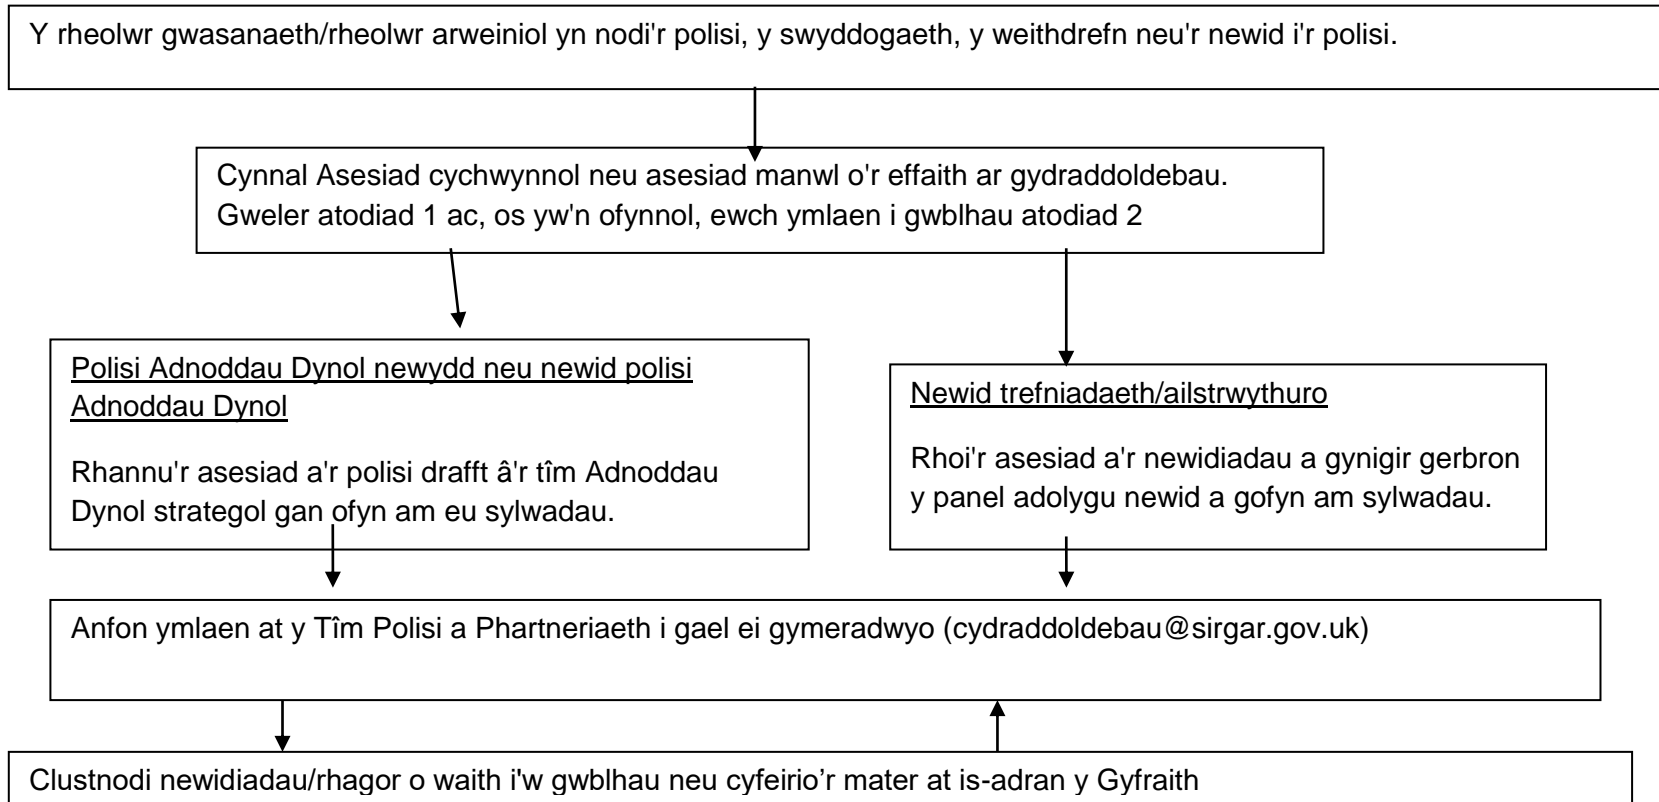 Y rheolwr gwasanaeth/rheolwr arweiniol yn nodi'r polisi, y swyddogaeth, y weithdrefn neu'r newid i'r polisi.
Cynnal Asesiad cychwynnol neu asesiad manwl o'r effaith ar gydraddoldebau.
Gweler atodiad 1 ac, os yw'n ofynnol, ewch ymlaen i gwblhau atodiad 2
Polisi Adnoddau Dynol newydd neu newid polisi
Adnoddau Dynol
Rhannu'r asesiad a'r polisi drafft â'r tîm Adnoddau
Dynol strategol gan ofyn am eu sylwadau.
Newid trefniadaeth/ailstrwythuro
Rhoi'r asesiad a'r newidiadau a gynigir gerbron
y panel adolygu newid a gofyn am sylwadau.
Anfon ymlaen at y Tîm Polisi a Phartneriaeth i gael ei gymeradwyo (cydraddoldebau@sirgar.gov.uk)
Clustnodi newidiadau/rhagor o waith i'w gwblhau neu cyfeirio’r mater at is-adran y Gyfraith